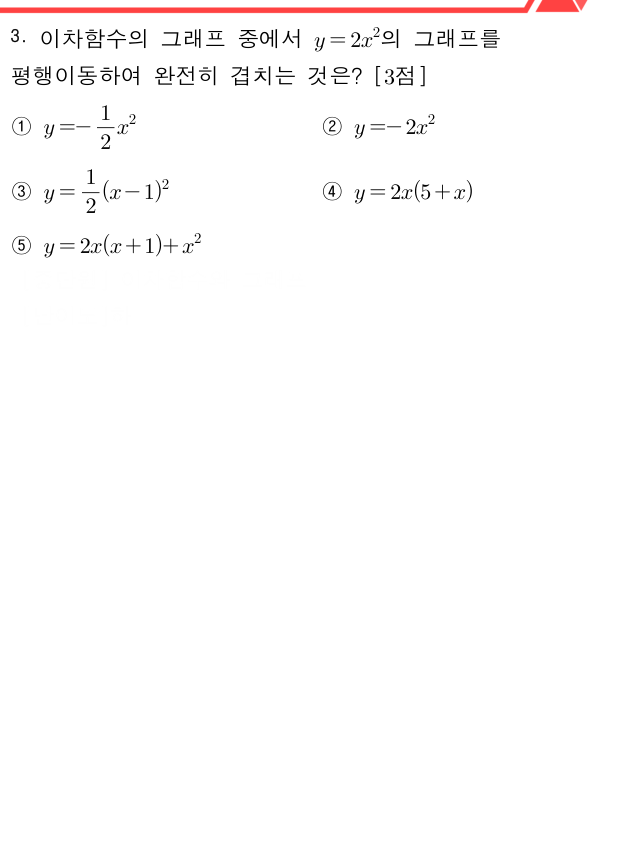 3. 이차함수의 그래프 중에서 y=2x²의 그래프를
평행이동하여 완전히 겹치는 것은? [3점]
① y=-1/2x² ② y=-2x²
③ y=1/2(x-1)² ④ y=2x(5+x)
⑤ y=2x(x+1)+x²